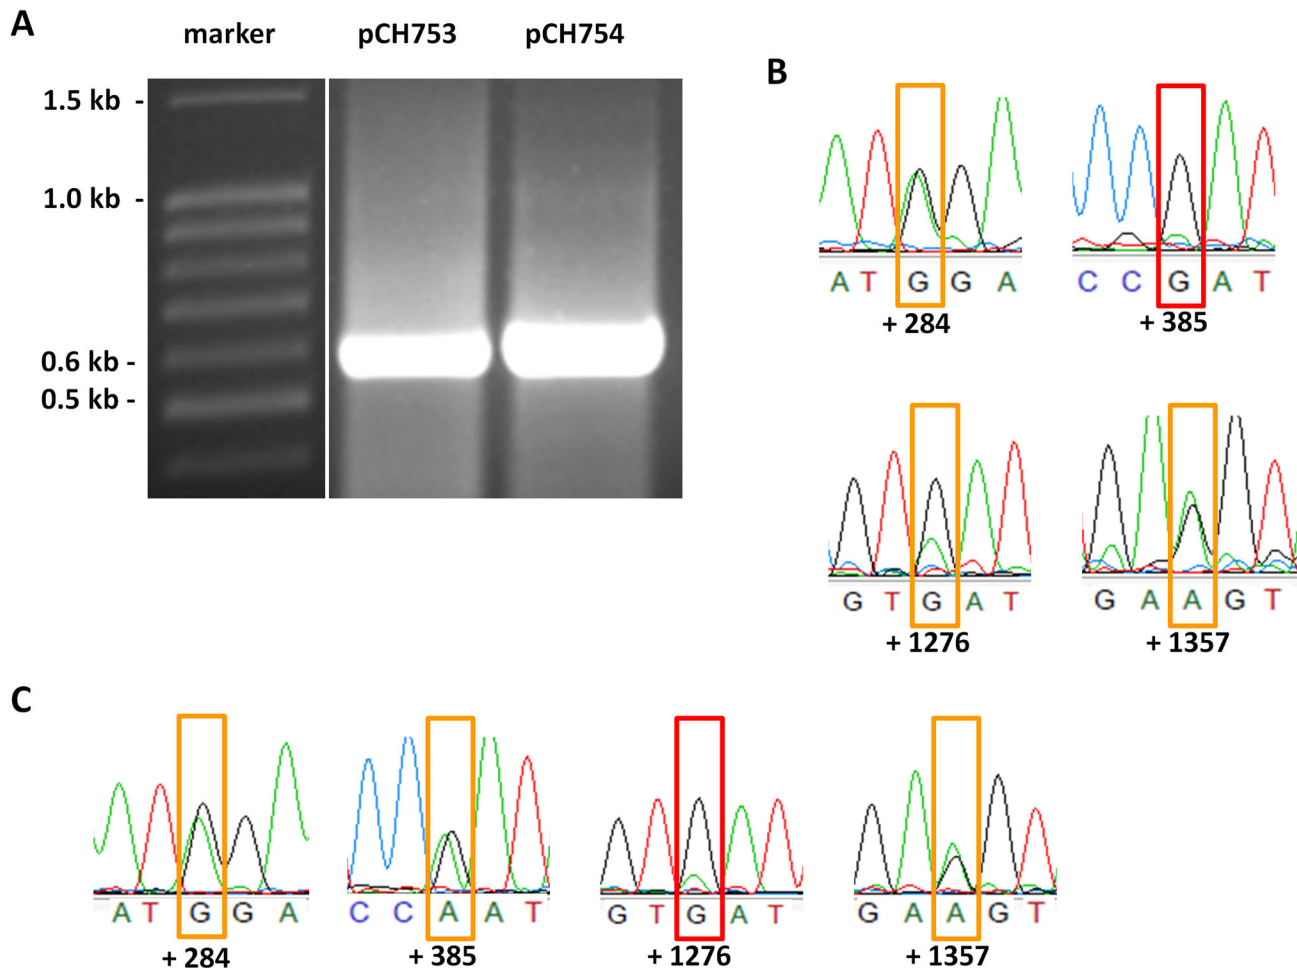 A
marker pCH753 pCH754
1.5 kb -
1.0 kb -
0.6 kb -
0.5 kb -
B
A T G G A
+ 284
C C G A T
+ 385
G T G A T
+ 1276
G A A G T
+ 1357
C
A T G G A
+ 284
C C A A T
+ 385
G T G A T
+ 1276
G A A G T
+ 1357